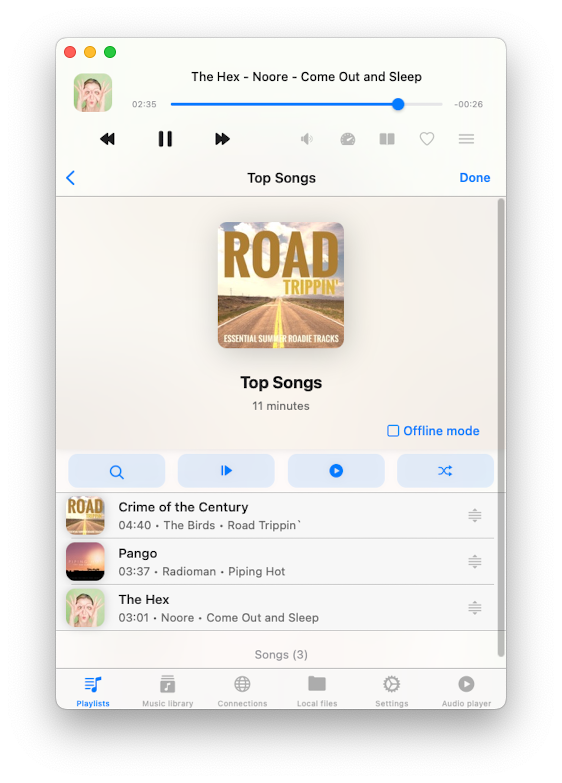 The Hex - Noore - Come Out and Sleep
02:35
-00:26
Top Songs
Done
ROAD
TRIPPIN'
ESSENTIAL SUMMER ROADIE TRACKS
Top Songs
11 minutes
Offline mode
ROAD
Crime of the Century
04:40 • The Birds • Road Trippin`
Pango
03:37 • Radioman • Piping Hot
The Hex
03:01 • Noore • Come Out and Sleep
Songs (3)
Playlists
Music library
Connections
Local files
Settings
Audio player